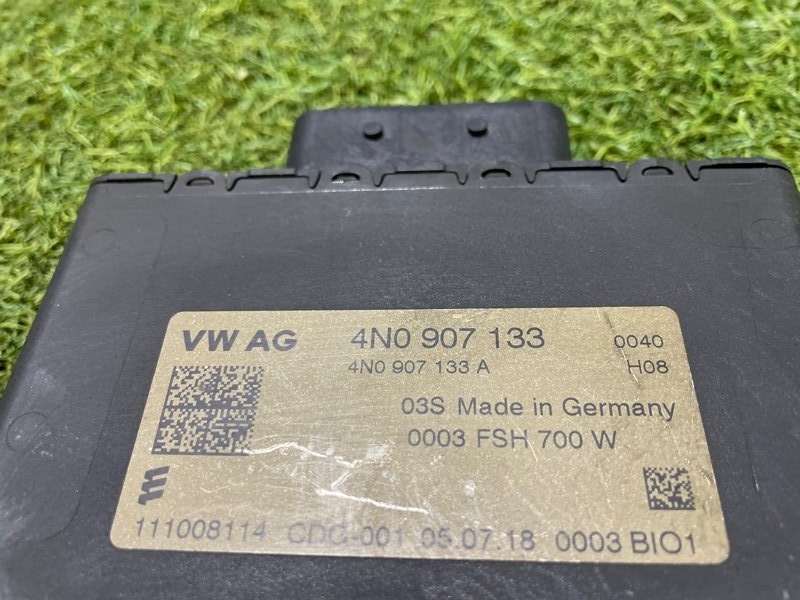 VW AG 4N0 907 133 0040
4N0 907 133 A H08
03S Made in Germany
0003 FSH 700 W
111008114 CDG-001 05.07.18 0003 BIO1